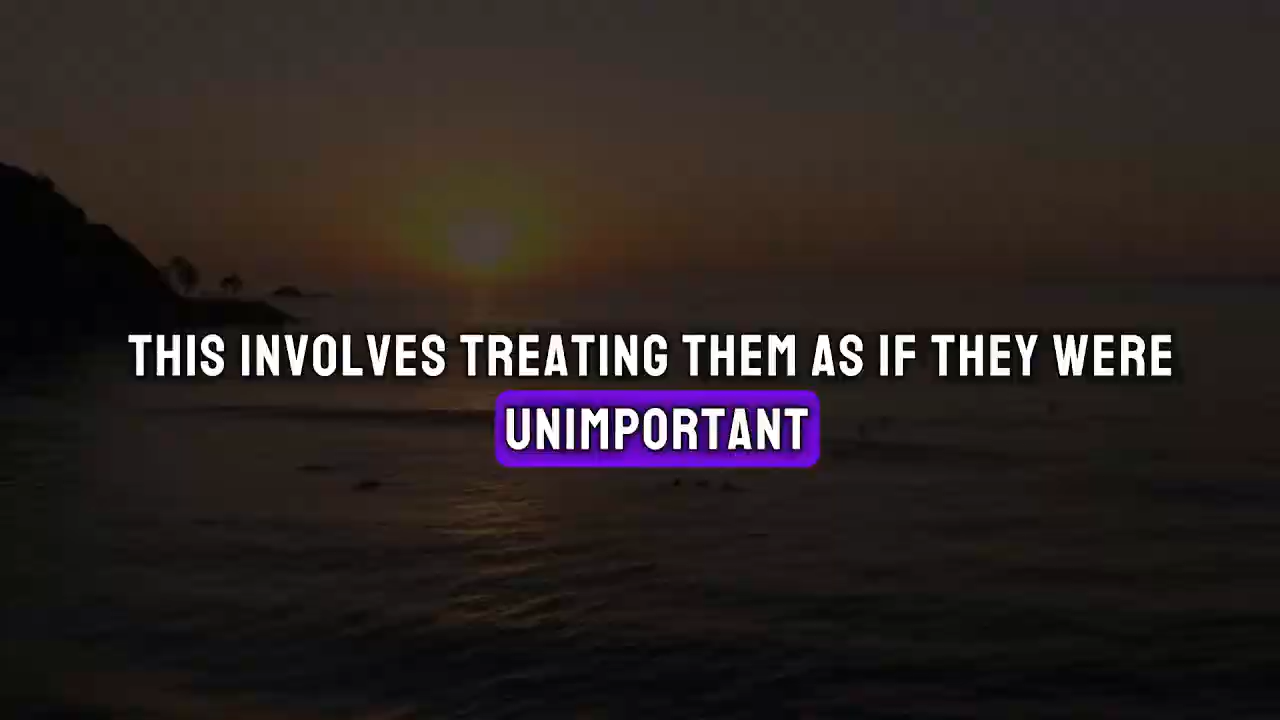 THIS INVOLVES TREATING THEM AS IF THEY WERE
UNIMPORTANT